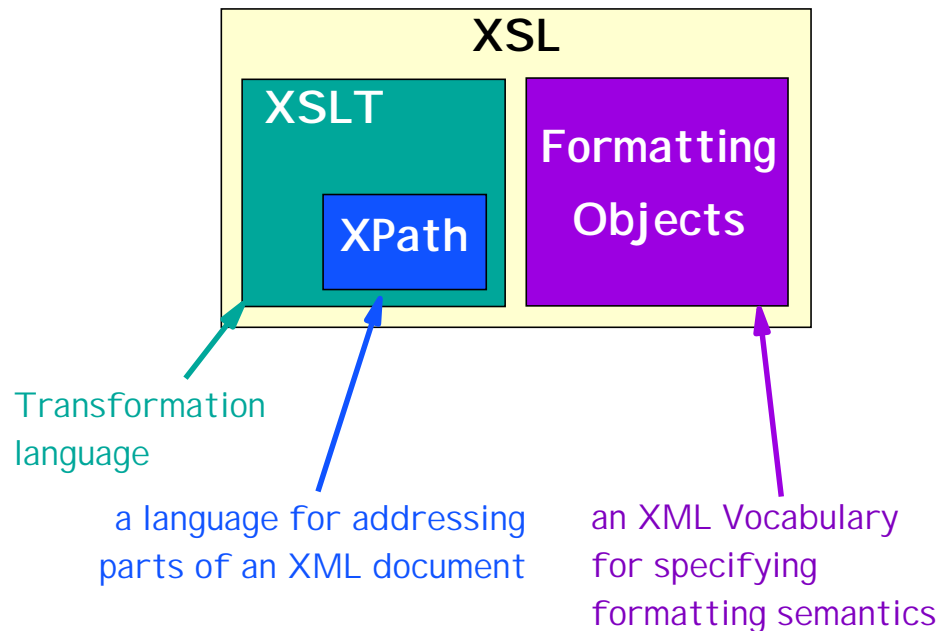 XSL
XSLT
XPath
Formatting
Objects
Transformation
language
a language for addressing
parts of an XML document
an XML Vocabulary
for specifying
formatting semantics